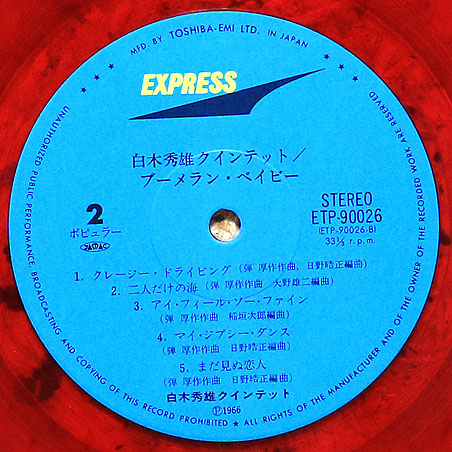 MFD. BY TOSHIBA-EMI LTD. IN JAPAN
EXPRESS
白木秀雄クインテット/
ブーメラン・ベイビー
2
ポピュラー
STEREO
ETP-90026
(ETP-90026-B)
33⅓ r.p.m.
1. クレージー・ドライビング (弾 厚作作曲, 日野皓正編曲)
2. 二人だけの海 (弾 厚作作曲 大野雄二編曲)
3. アイ・フィール・ソー・ファイン
(弾 厚作作曲 稲垣次郎編曲)
4. マイ・ジプシー・ダンス
(弾 厚作作曲 日野皓正編曲)
5. まだ見ぬ恋人
(弾 厚作作曲 日野皓正編曲)
白木秀雄クインテット
Ⓟ1966
UNAUTHORIZED PUBLIC PERFORMANCE, BROADCASTING AND COPYING OF THIS RECORD PROHIBITED ★ ALL RIGHTS OF THE MANUFACTURER AND OF THE OWNER OF THE RECORDED WORK ARE RESERVED